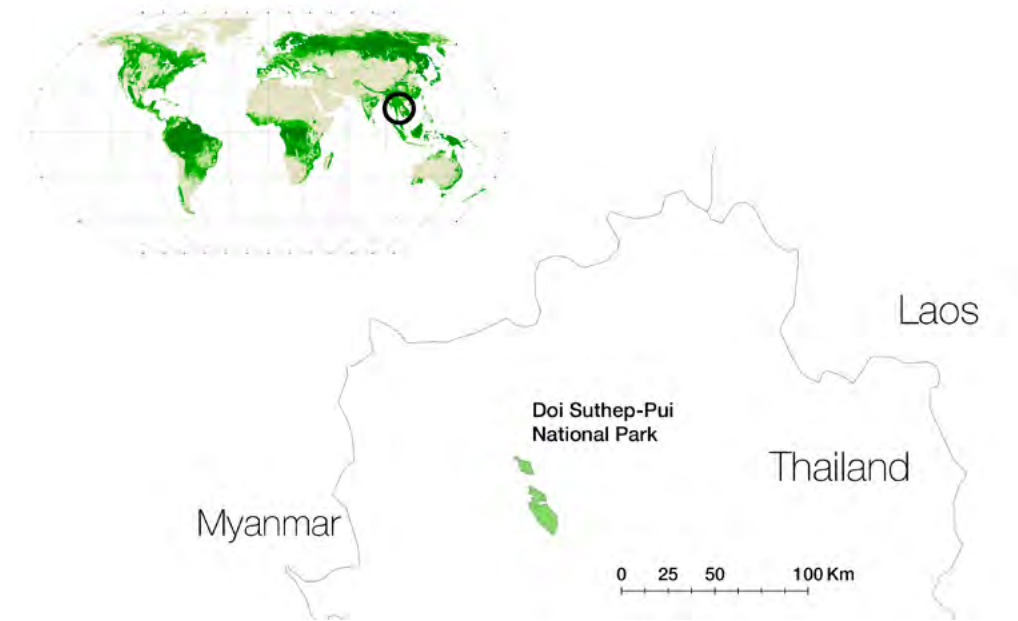 Laos
Doi Suthep-Pui
National Park
Thailand
Myanmar
0 25 50 100 Km